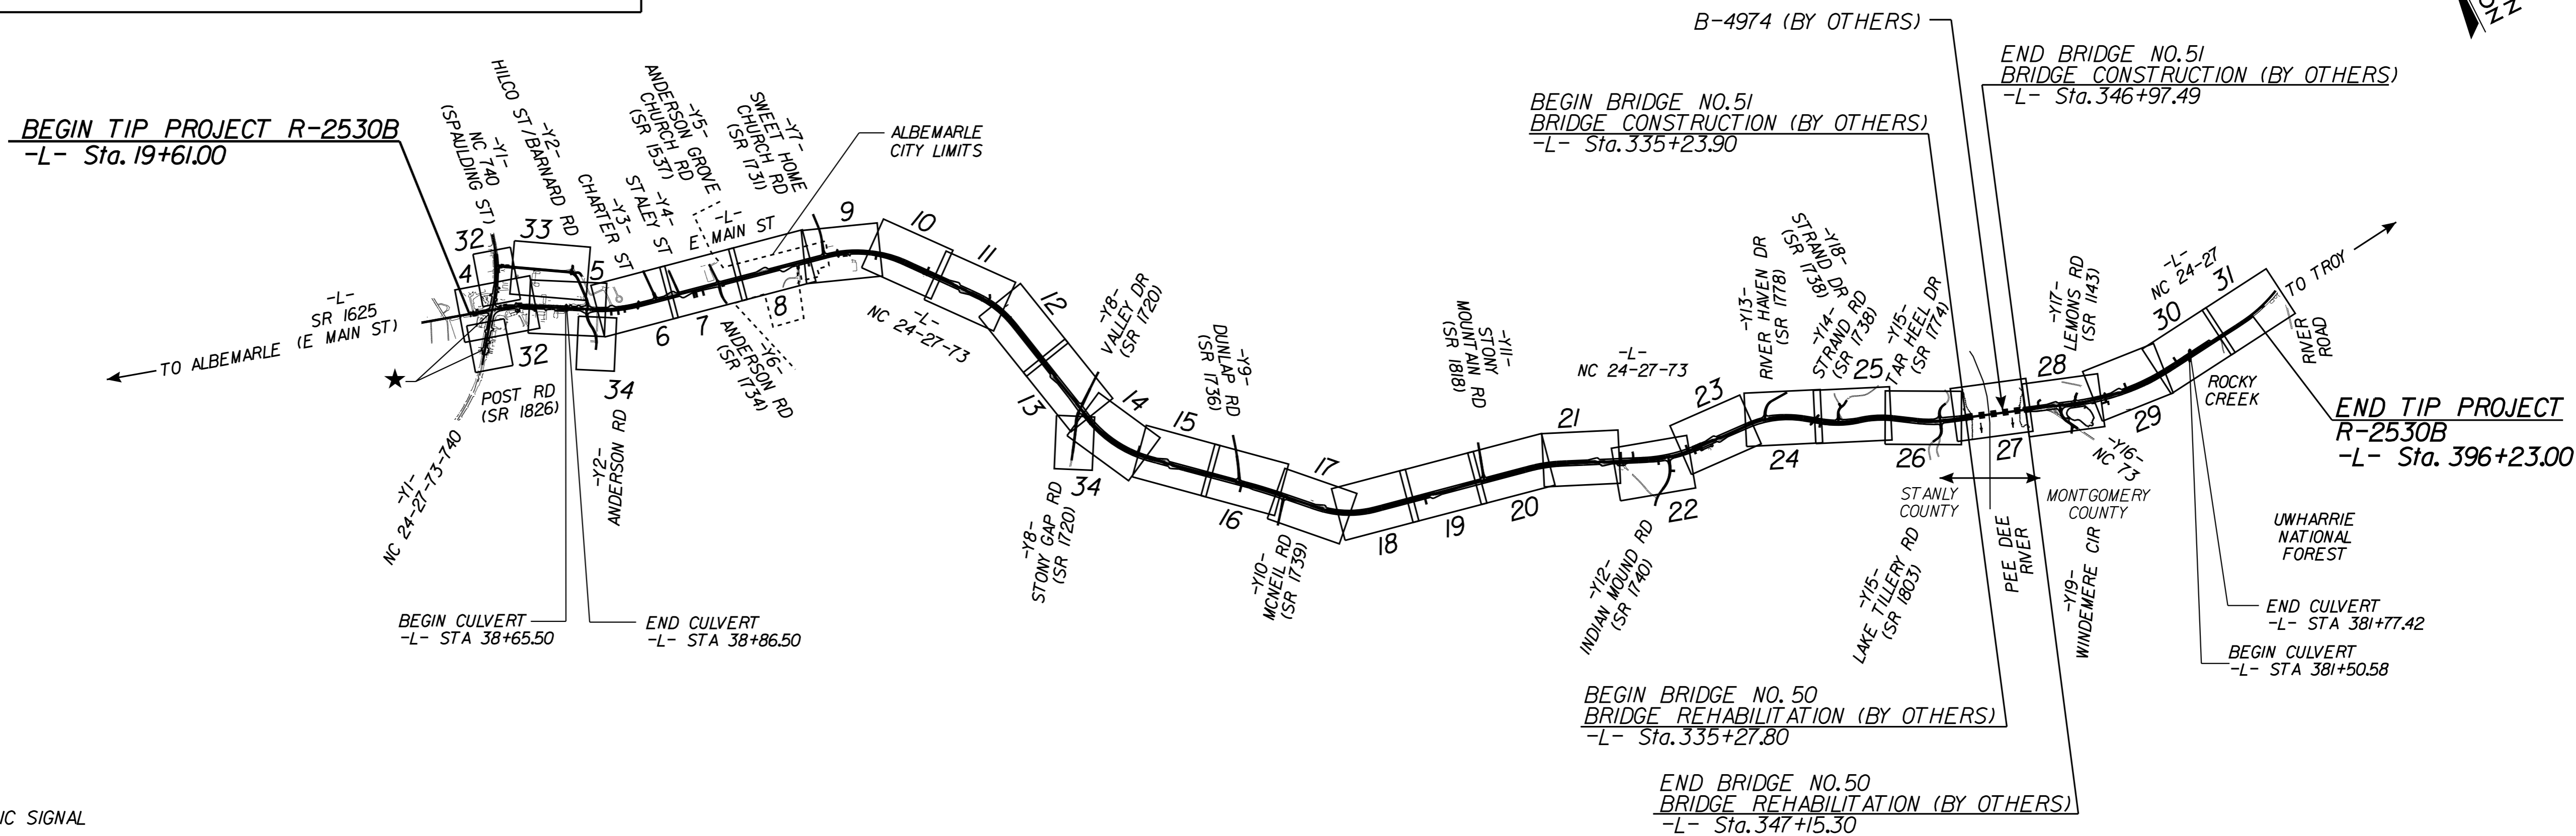 B-4974 (BY OTHERS)
END BRIDGE NO.51
BRIDGE CONSTRUCTION (BY OTHERS)
-L- Sta.346+97.49
BEGIN BRIDGE NO.51
BRIDGE CONSTRUCTION (BY OTHERS)
-L- Sta.335+23.90
BEGIN TIP PROJECT R-2530B
-L- Sta.19+61.00
-Y1-
NC 740
(SPAULDING ST)
-Y2-
HILCO ST/BARNARD RD
-Y3-
CHARTER ST
-Y4-
STALEY ST
-Y5-
ANDERSON GROVE
CHURCH RD
(SR 1537)
-Y7-
SWEET HOME
CHURCH RD
(SR 1731)
ALBEMARLE
CITY LIMITS
-L-
E MAIN ST
-L-
SR 1625
(E MAIN ST)
TO ALBEMARLE
★
4
32
33
5
32
34
6
7
8
9
10
11
12
13
14
34
15
16
17
18
19
20
21
22
23
24
25
26
27
28
29
30
31
POST RD
(SR 1826)
-Y1-
NC 24-27-73-740
-Y2-
ANDERSON RD
-Y6-
ANDERSON RD
(SR 1734)
-L-
NC 24-27-73
-Y8-
VALLEY DR
(SR 1720)
-Y8-
STONY GAP RD
(SR 1720)
-Y9-
DUNLAP RD
(SR 1736)
-Y10-
MCNEIL RD
(SR 1739)
-Y11-
STONY
MOUNTAIN RD
(SR 1818)
-L-
NC 24-27-73
-Y12-
INDIAN MOUND RD
(SR 1740)
-Y13-
RIVER HAVEN DR
(SR 1778)
-Y18-
STRAND DR
(SR 1738)
-Y14-
STRAND RD
(SR 1738)
-Y15-
TAR HEEL DR
(SR 1774)
-Y15-
LAKE TILLERY RD
(SR 1803)
STANLY
COUNTY
MONTGOMERY
COUNTY
PEE DEE
RIVER
-Y16-
NC 73
-Y17-
LEMONS RD
(SR 1143)
-Y19-
WINDEMERE CIR
-L-
NC 24-27
TO TROY
RIVER
ROAD
ROCKY
CREEK
UWHARRIE
NATIONAL
FOREST
END TIP PROJECT
R-2530B
-L- Sta. 396+23.00
BEGIN CULVERT
-L- STA 38+65.50
END CULVERT
-L- STA 38+86.50
END CULVERT
-L- STA 381+77.42
BEGIN CULVERT
-L- STA 381+50.58
BEGIN BRIDGE NO.50
BRIDGE REHABILITATION (BY OTHERS)
-L- Sta.335+27.80
END BRIDGE NO.50
BRIDGE REHABILITATION (BY OTHERS)
-L- Sta.347+15.30
IC SIGNAL